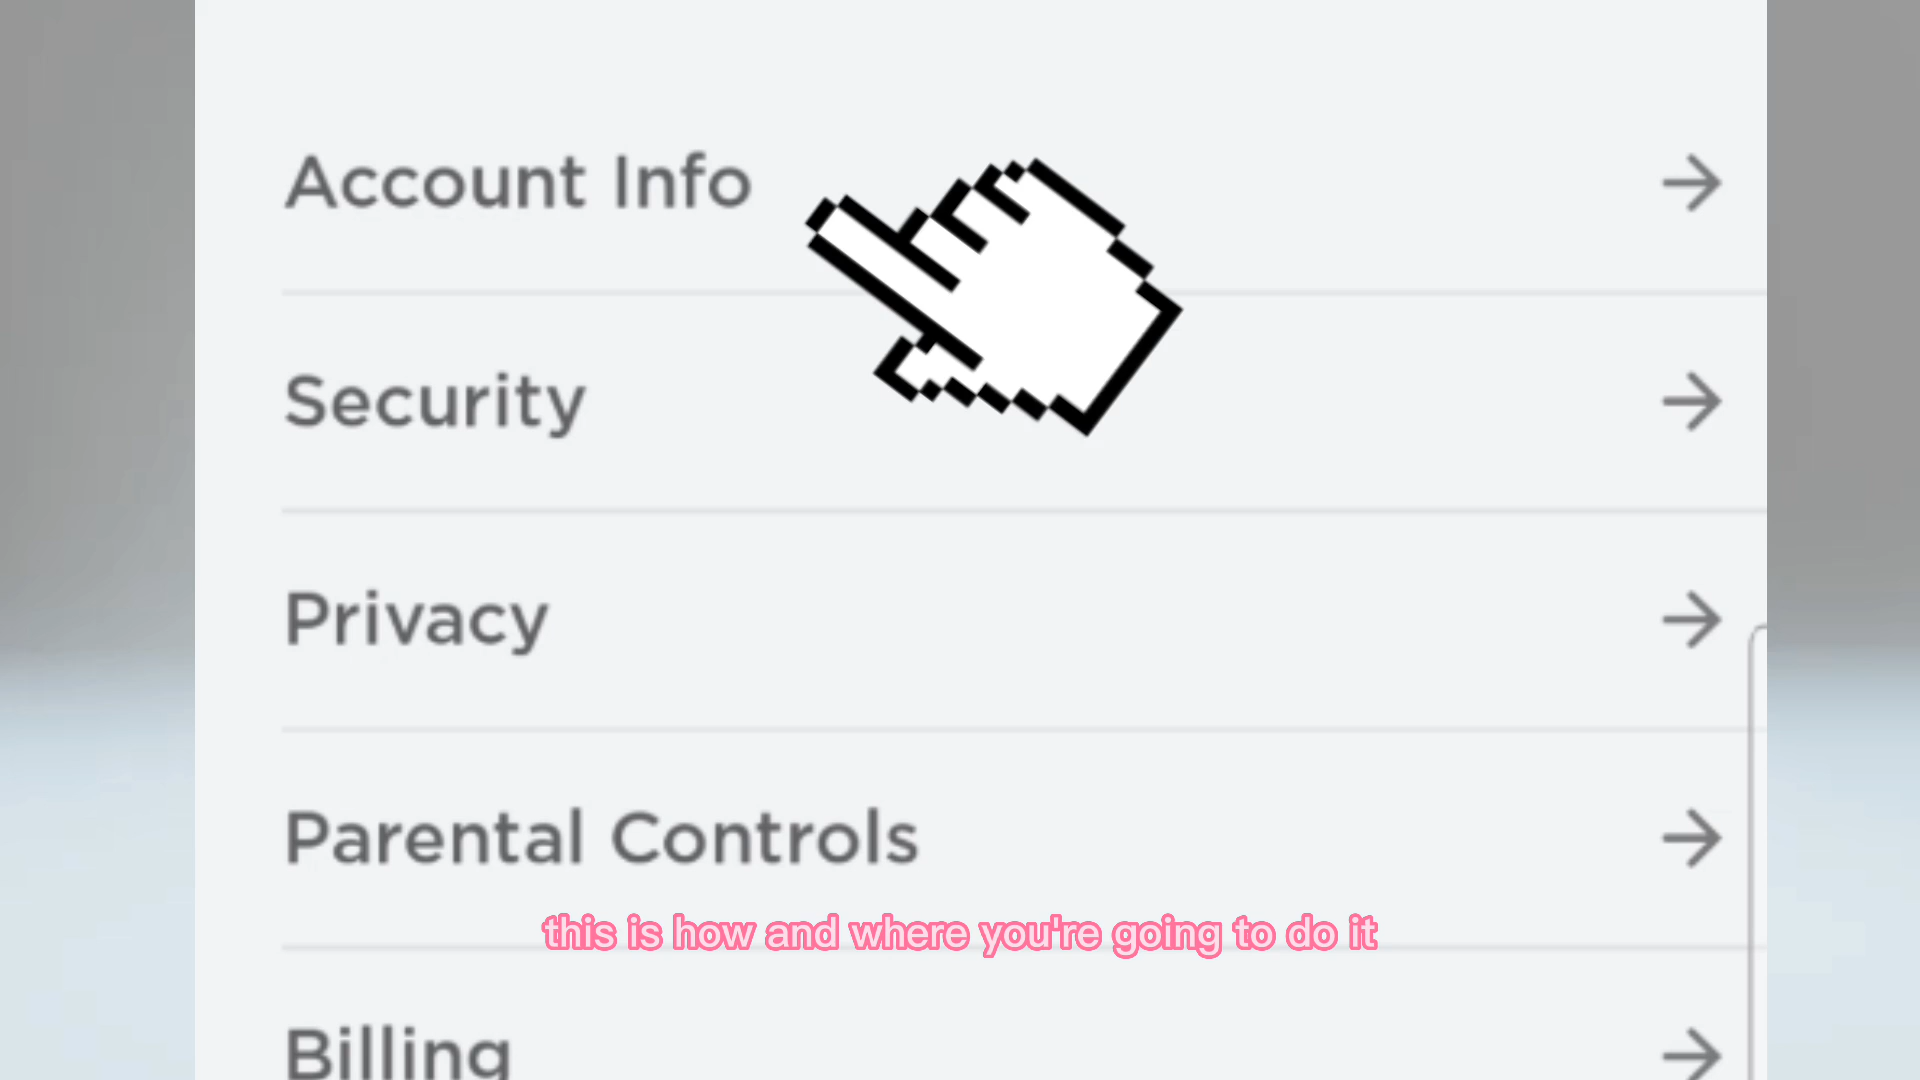 Account Info
Security
Privacy
Parental Controls
this is how and where you're going to do it
Billing